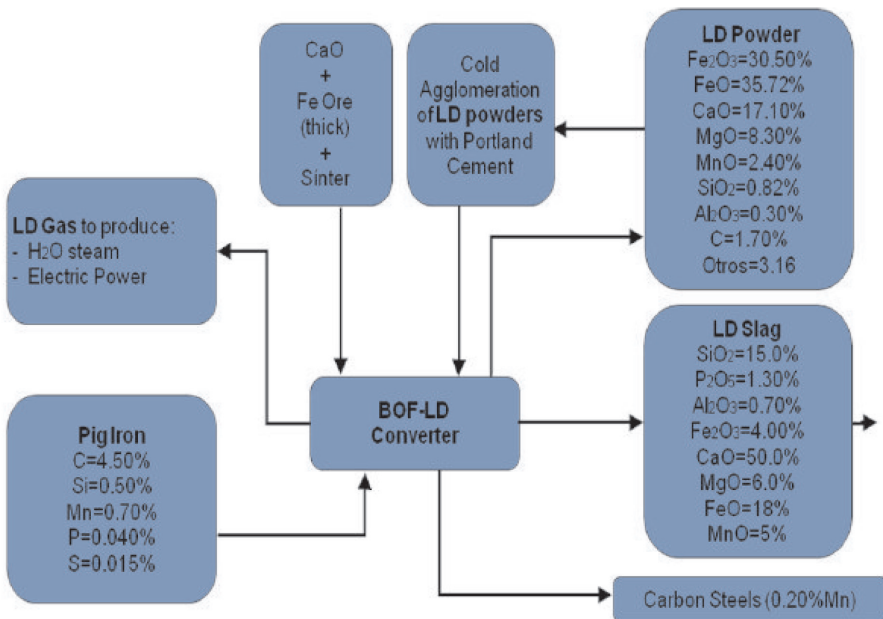 CaO
+
Fe Ore
(thick)
+
Sinter
Cold
Agglomeration
of LD powders
with Portland
Cement
LD Powder
Fe₂O₃=30.50%
FeO=35.72%
CaO=17.10%
MgO=8.30%
MnO=2.40%
SiO₂=0.82%
Al₂O₃=0.30%
C=1.70%
Otros=3.16
LD Gas to produce:
- H₂O steam
- Electric Power
BOF-LD
Converter
LD Slag
SiO₂=15.0%
P₂O₅=1.30%
Al₂O₃=0.70%
Fe₂O₃=4.00%
CaO=50.0%
MgO=6.0%
FeO=18%
MnO=5%
Pig Iron
C=4.50%
Si=0.50%
Mn=0.70%
P=0.040%
S=0.015%
Carbon Steels (0.20%Mn)